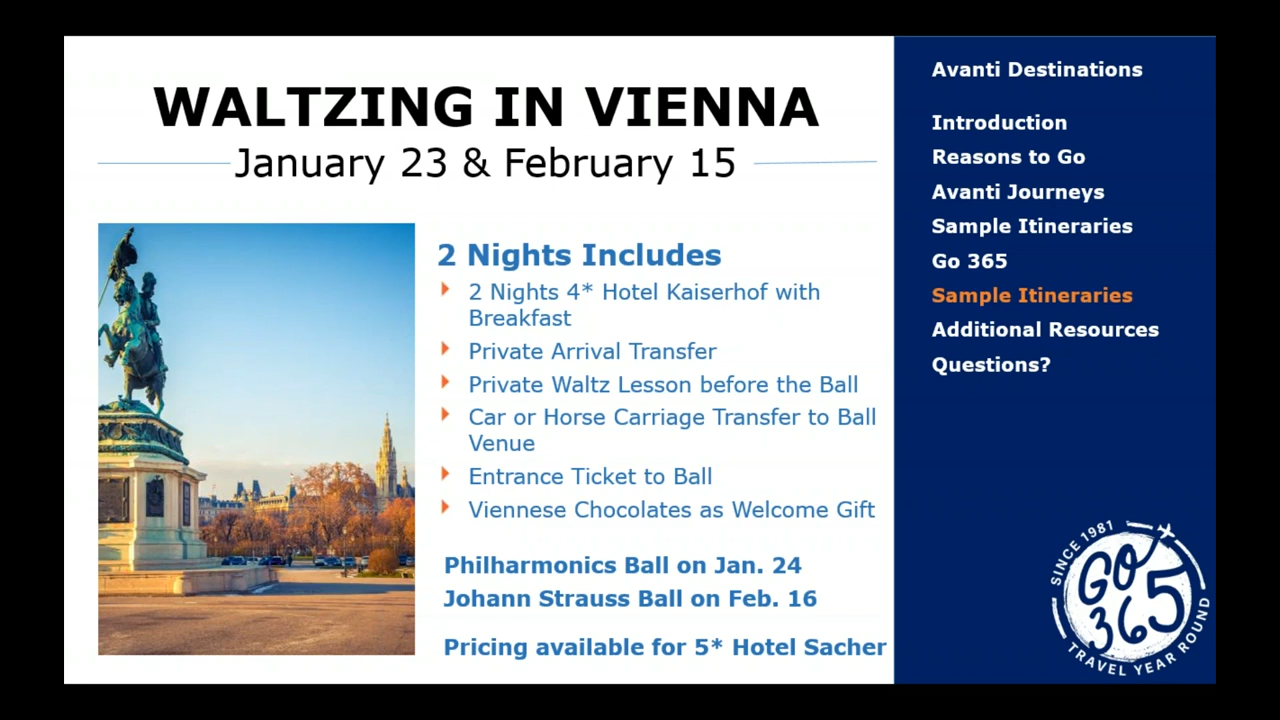 WALTZING IN VIENNA
January 23 & February 15
2 Nights Includes
2 Nights 4* Hotel Kaiserhof with
Breakfast
Private Arrival Transfer
Private Waltz Lesson before the Ball
Car or Horse Carriage Transfer to Ball
Venue
Entrance Ticket to Ball
Viennese Chocolates as Welcome Gift
Philharmonics Ball on Jan. 24
Johann Strauss Ball on Feb. 16
Pricing available for 5* Hotel Sacher
Avanti Destinations
Introduction
Reasons to Go
Avanti Journeys
Sample Itineraries
Go 365
Sample Itineraries
Additional Resources
Questions?
SINCE 1981
GO
365
TRAVEL YEAR ROUND